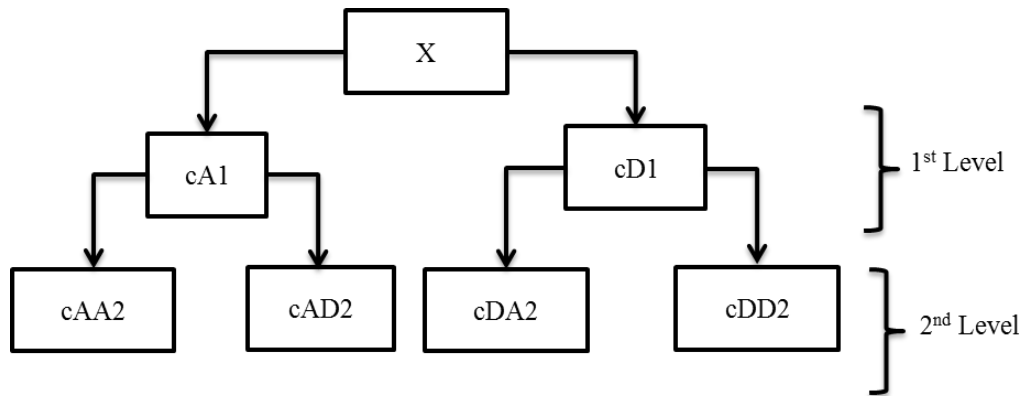 X
cA1
cD1
1st Level
cAA2
cAD2
cDA2
cDD2
2nd Level